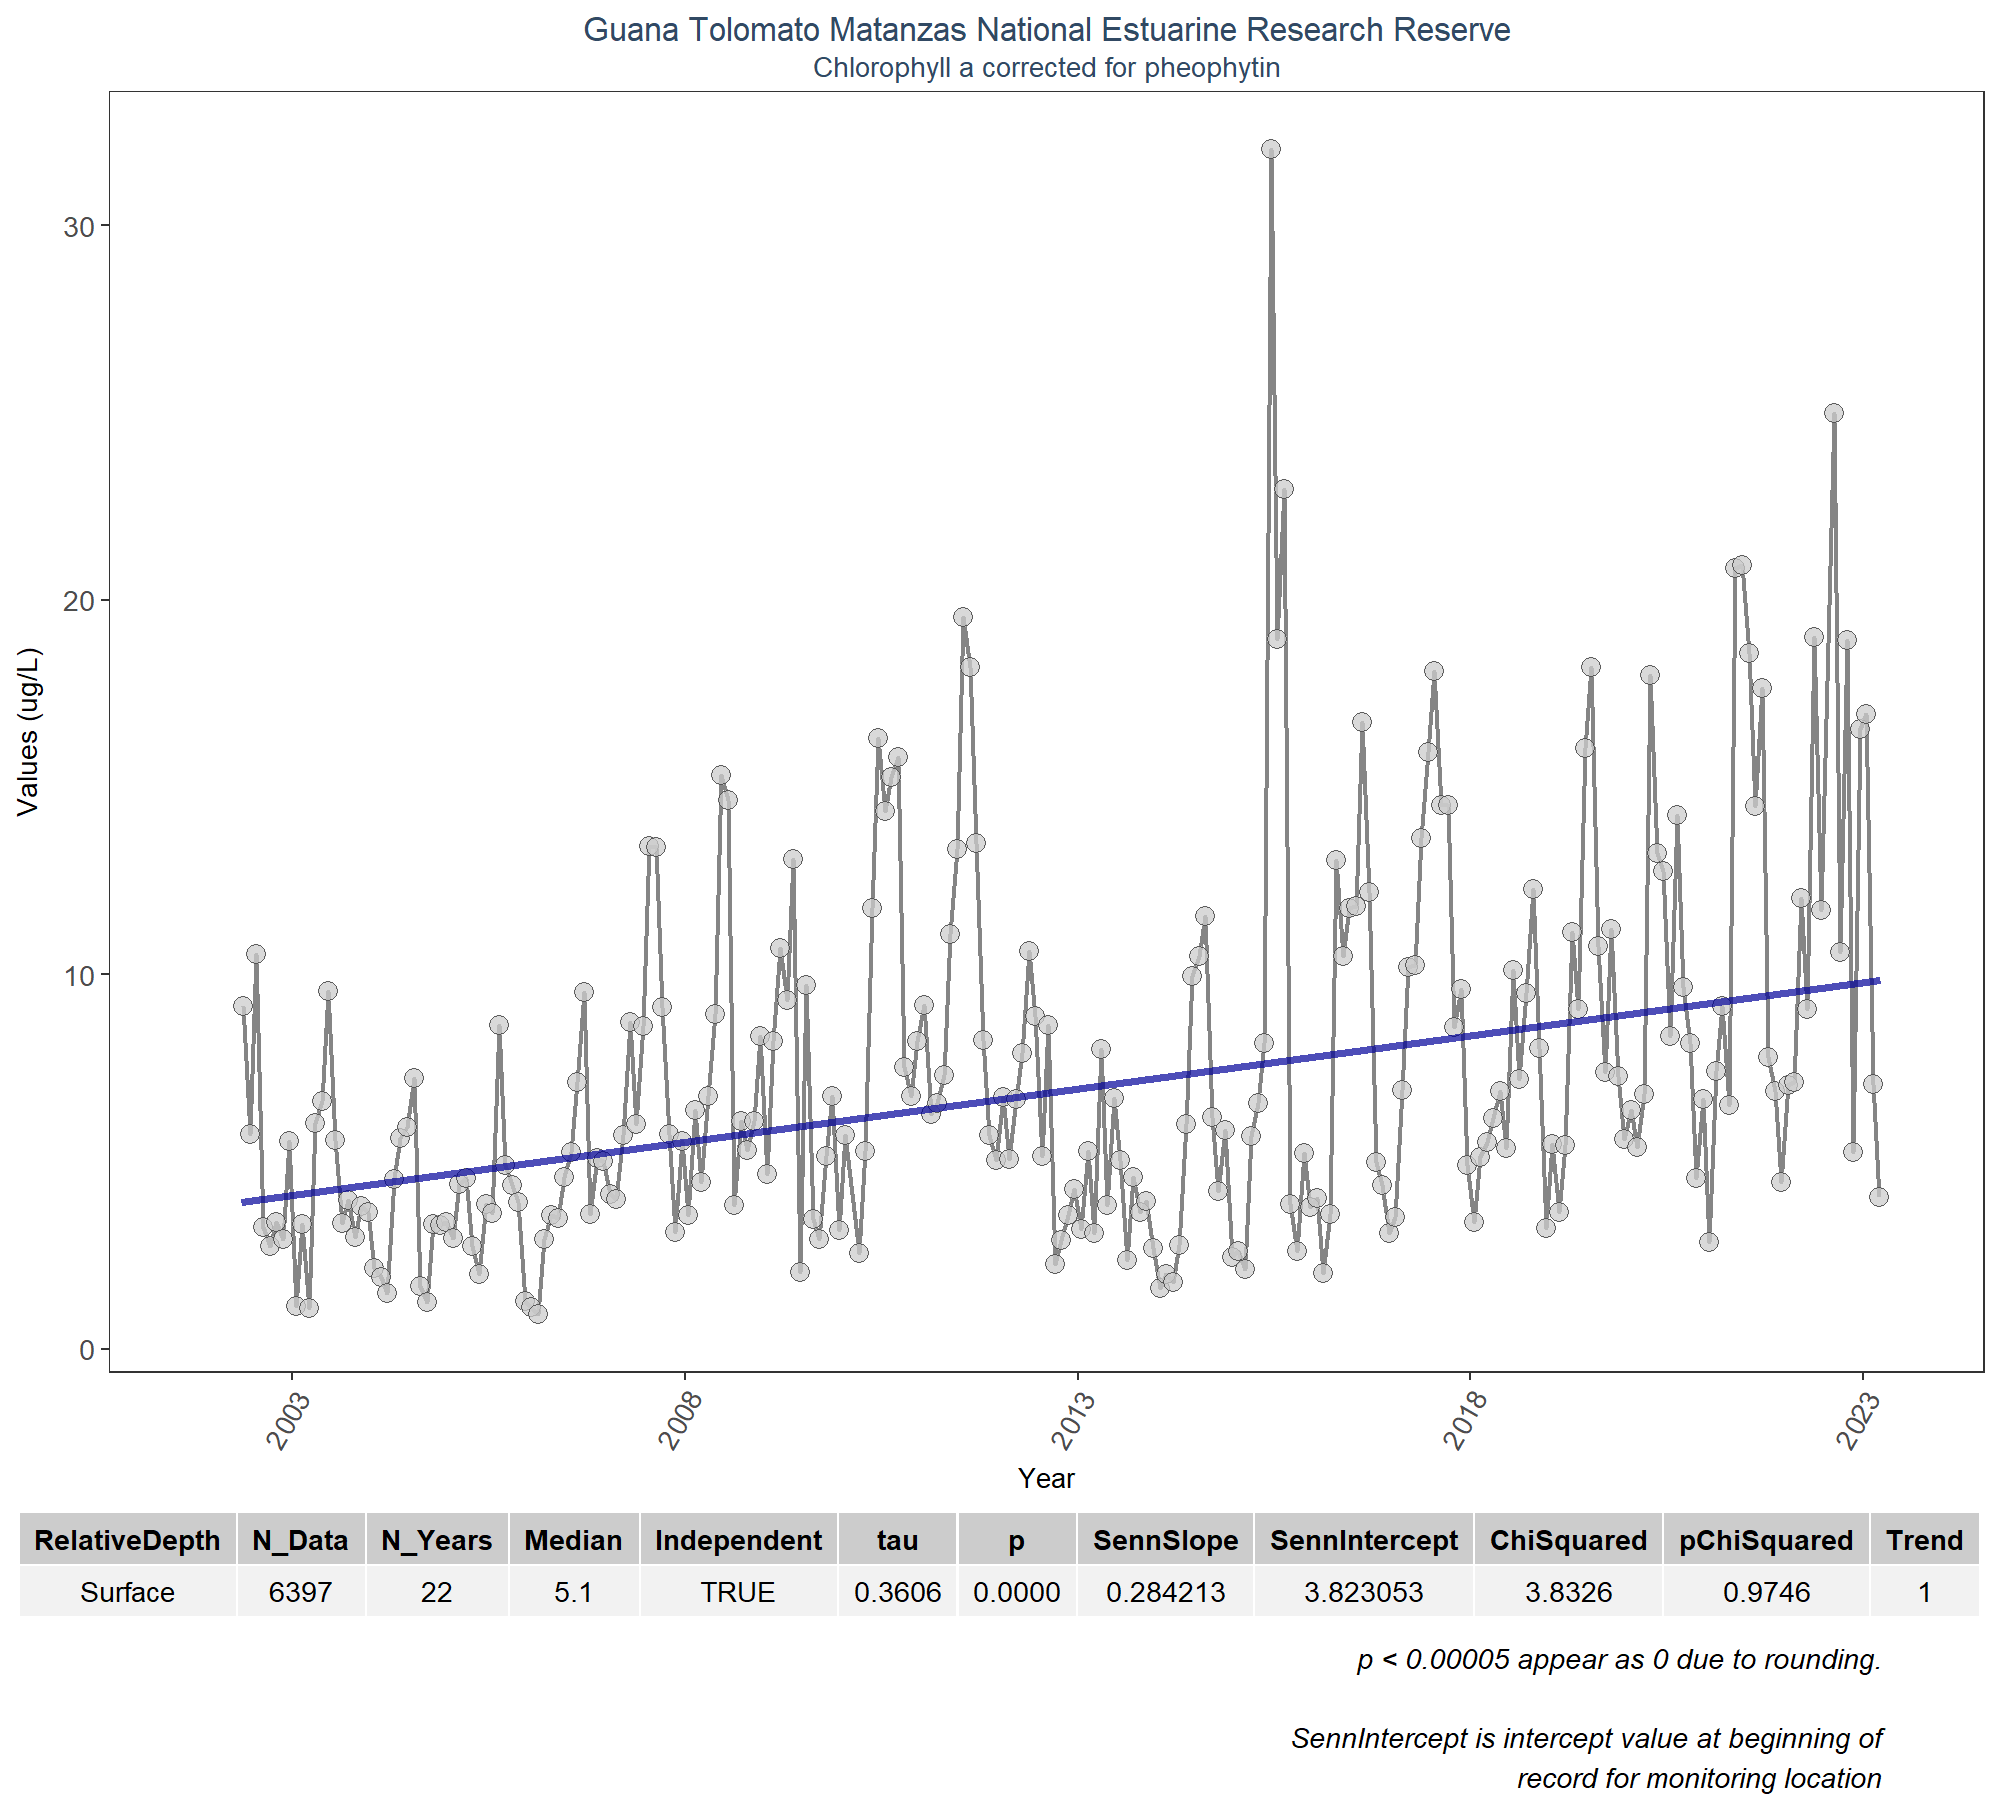 Guana Tolomato Matanzas National Estuarine Research Reserve
Chlorophyll a corrected for pheophytin
30
20
10
0
Values (ug/L)
2003 2008 2013 2018 2023
Year
RelativeDepth N_Data N_Years Median Independent tau p SennSlope SennIntercept ChiSquared pChiSquared Trend
Surface 6397 22 5.1 TRUE 0.3606 0.0000 0.284213 3.823053 3.8326 0.9746 1
p < 0.00005 appear as 0 due to rounding.
SennIntercept is intercept value at beginning of
record for monitoring location